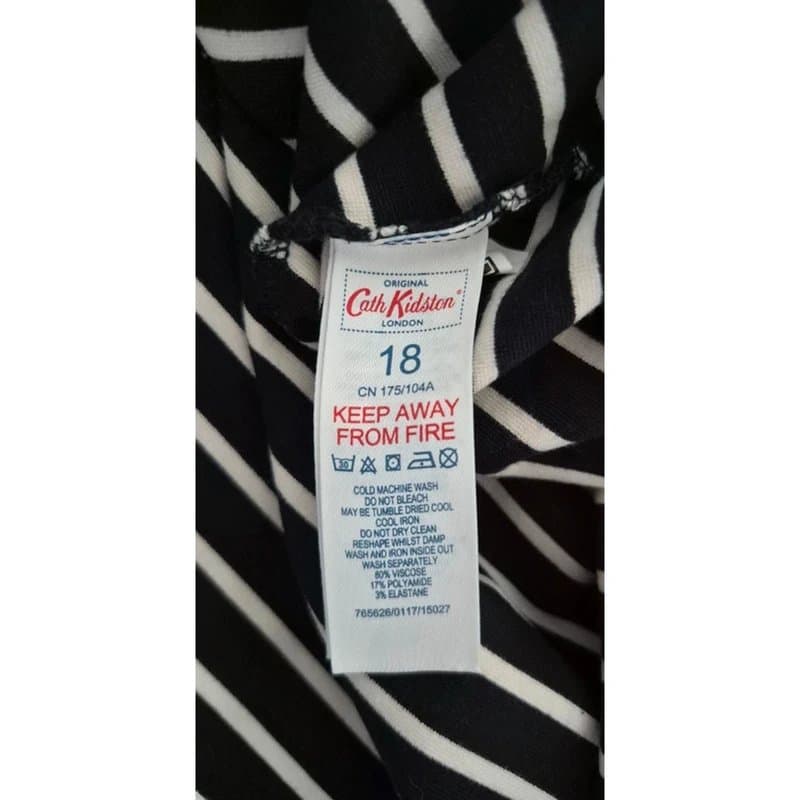 ORIGINAL
Cath Kidston®
LONDON
18
CN 175/104A
KEEP AWAY
FROM FIRE
30
COLD MACHINE WASH
DO NOT BLEACH
MAY BE TUMBLE DRIED COOL
COOL IRON
DO NOT DRY CLEAN
RESHAPE WHILST DAMP
WASH AND IRON INSIDE OUT
WASH SEPARATELY
80% VISCOSE
17% POLYAMIDE
3% ELASTANE
765626/0117/15027